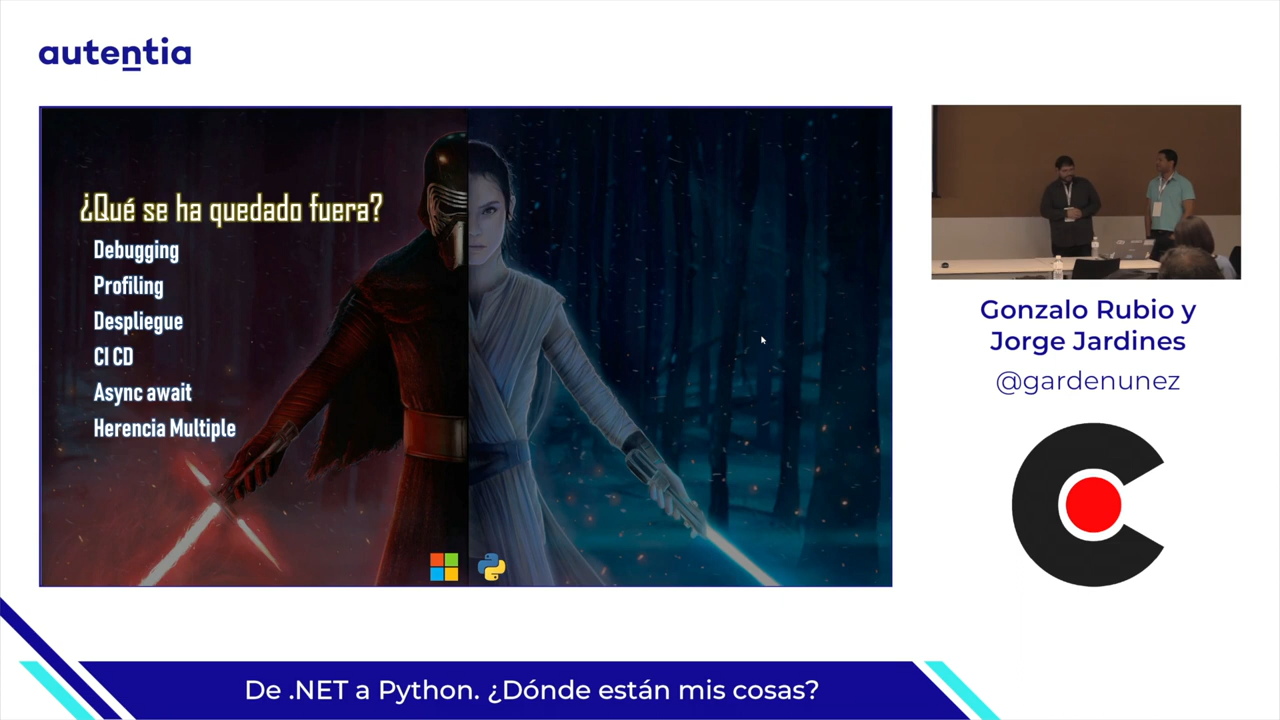 autentia
¿Qué se ha quedado fuera?
Debugging
Profiling
Despliegue
CI CD
Async await
Herencia Multiple
Gonzalo Rubio y
Jorge Jardines
@gardenunez
De .NET a Python. ¿Dónde están mis cosas?